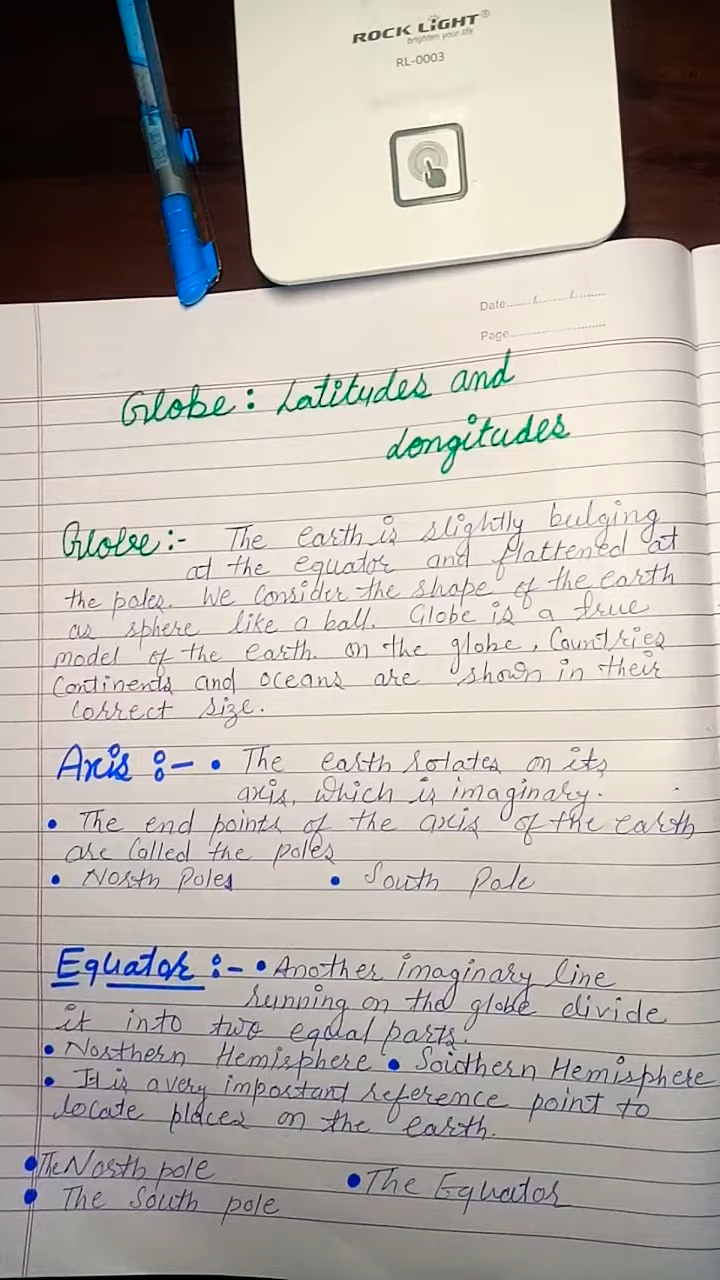 ROCK LiGHT®
brighten your life
RL-0003
Date....../........./.........
Page..........................
Globe: Latitudes and
Longitudes
Globe:- The earth is slightly bulging
at the equator and flattened at
the poles. We consider the shape of the earth
as sphere like a ball. Globe is a true
model of the earth. on the globe, Countries
Continents and oceans are shown in their
correct size.
Axis :- • The earth rotates on its
axis, which is imaginary.
• The end points of the axis of the earth
are called the poles
• North Poles • South Pole
Equator :- • Another imaginary line
running on the globe divide
it into two equal parts.
• Northern Hemisphere • Soidthern Hemisphere
• It is a very important reference point to
locate places on the earth.
• The North pole • The Equator
• The South pole